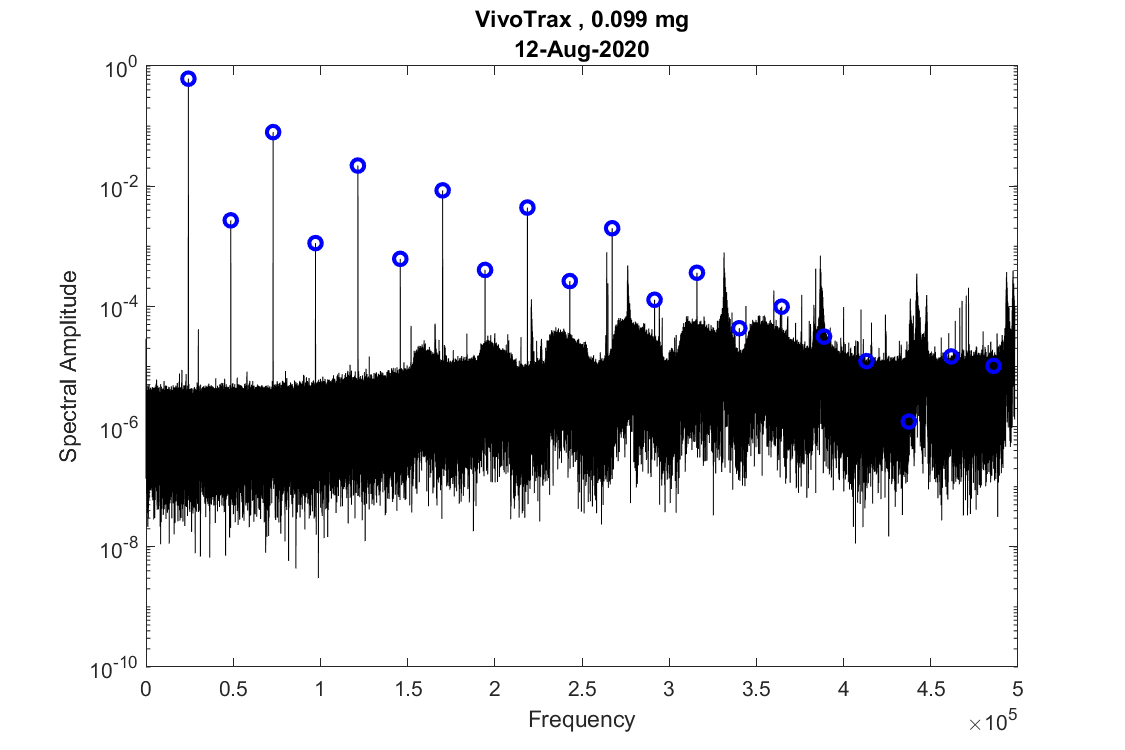 VivoTrax , 0.099 mg
12-Aug-2020
10^0
10^-2
10^-4
10^-6
10^-8
10^-10
Spectral Amplitude
0 0.5 1 1.5 2 2.5 3 3.5 4 4.5 5
Frequency
×10^5